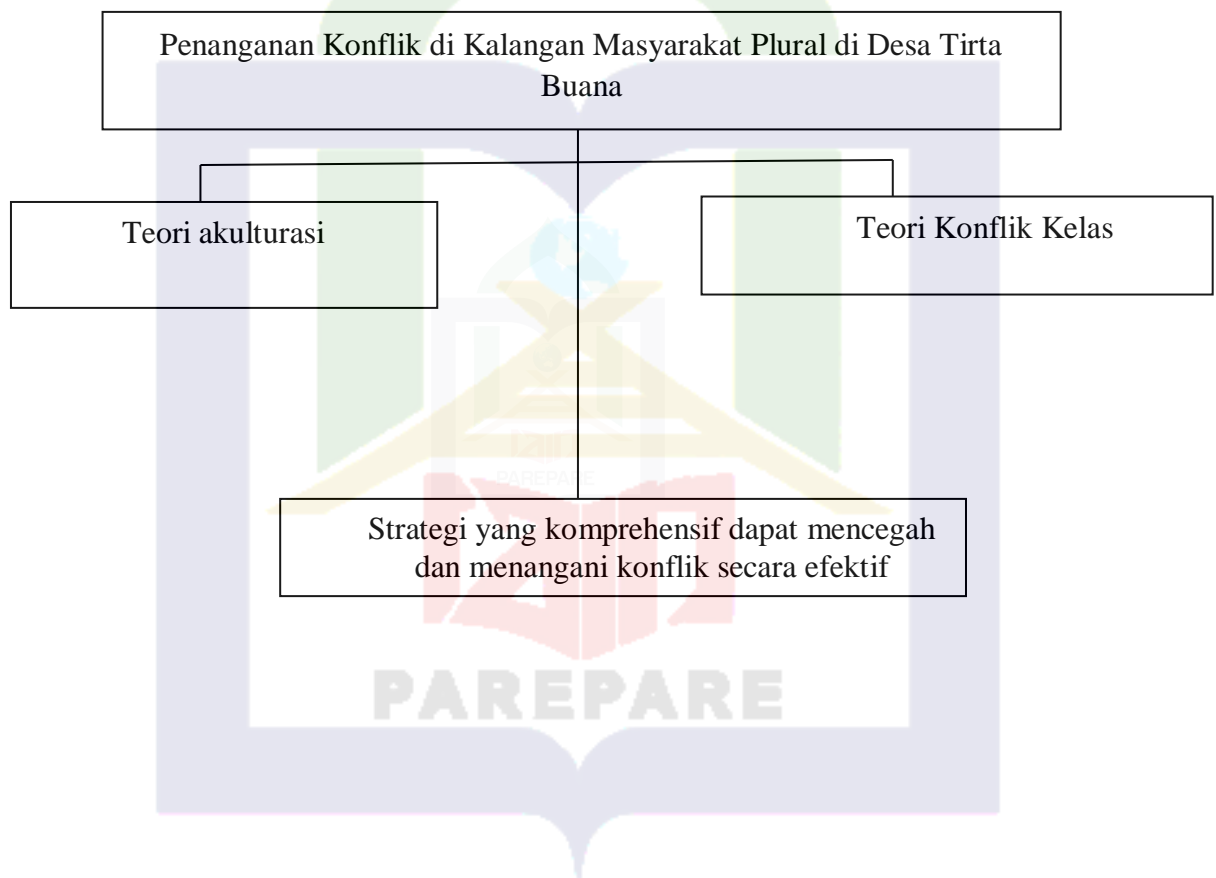 Penanganan Konflik di Kalangan Masyarakat Plural di Desa Tirta
Buana
Teori akulturasi
Teori Konflik Kelas
PAREPARE
Strategi yang komprehensif dapat mencegah
dan menangani konflik secara efektif
PAREPARE